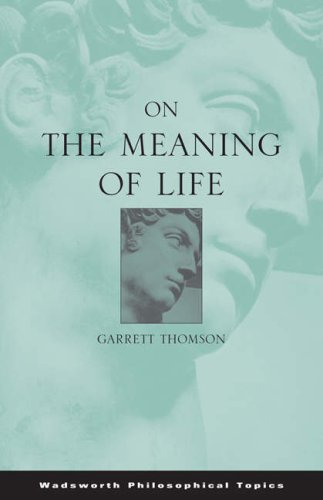 ON
THE MEANING
OF LIFE
GARRETT THOMSON
Wadsworth Philosophical Topics